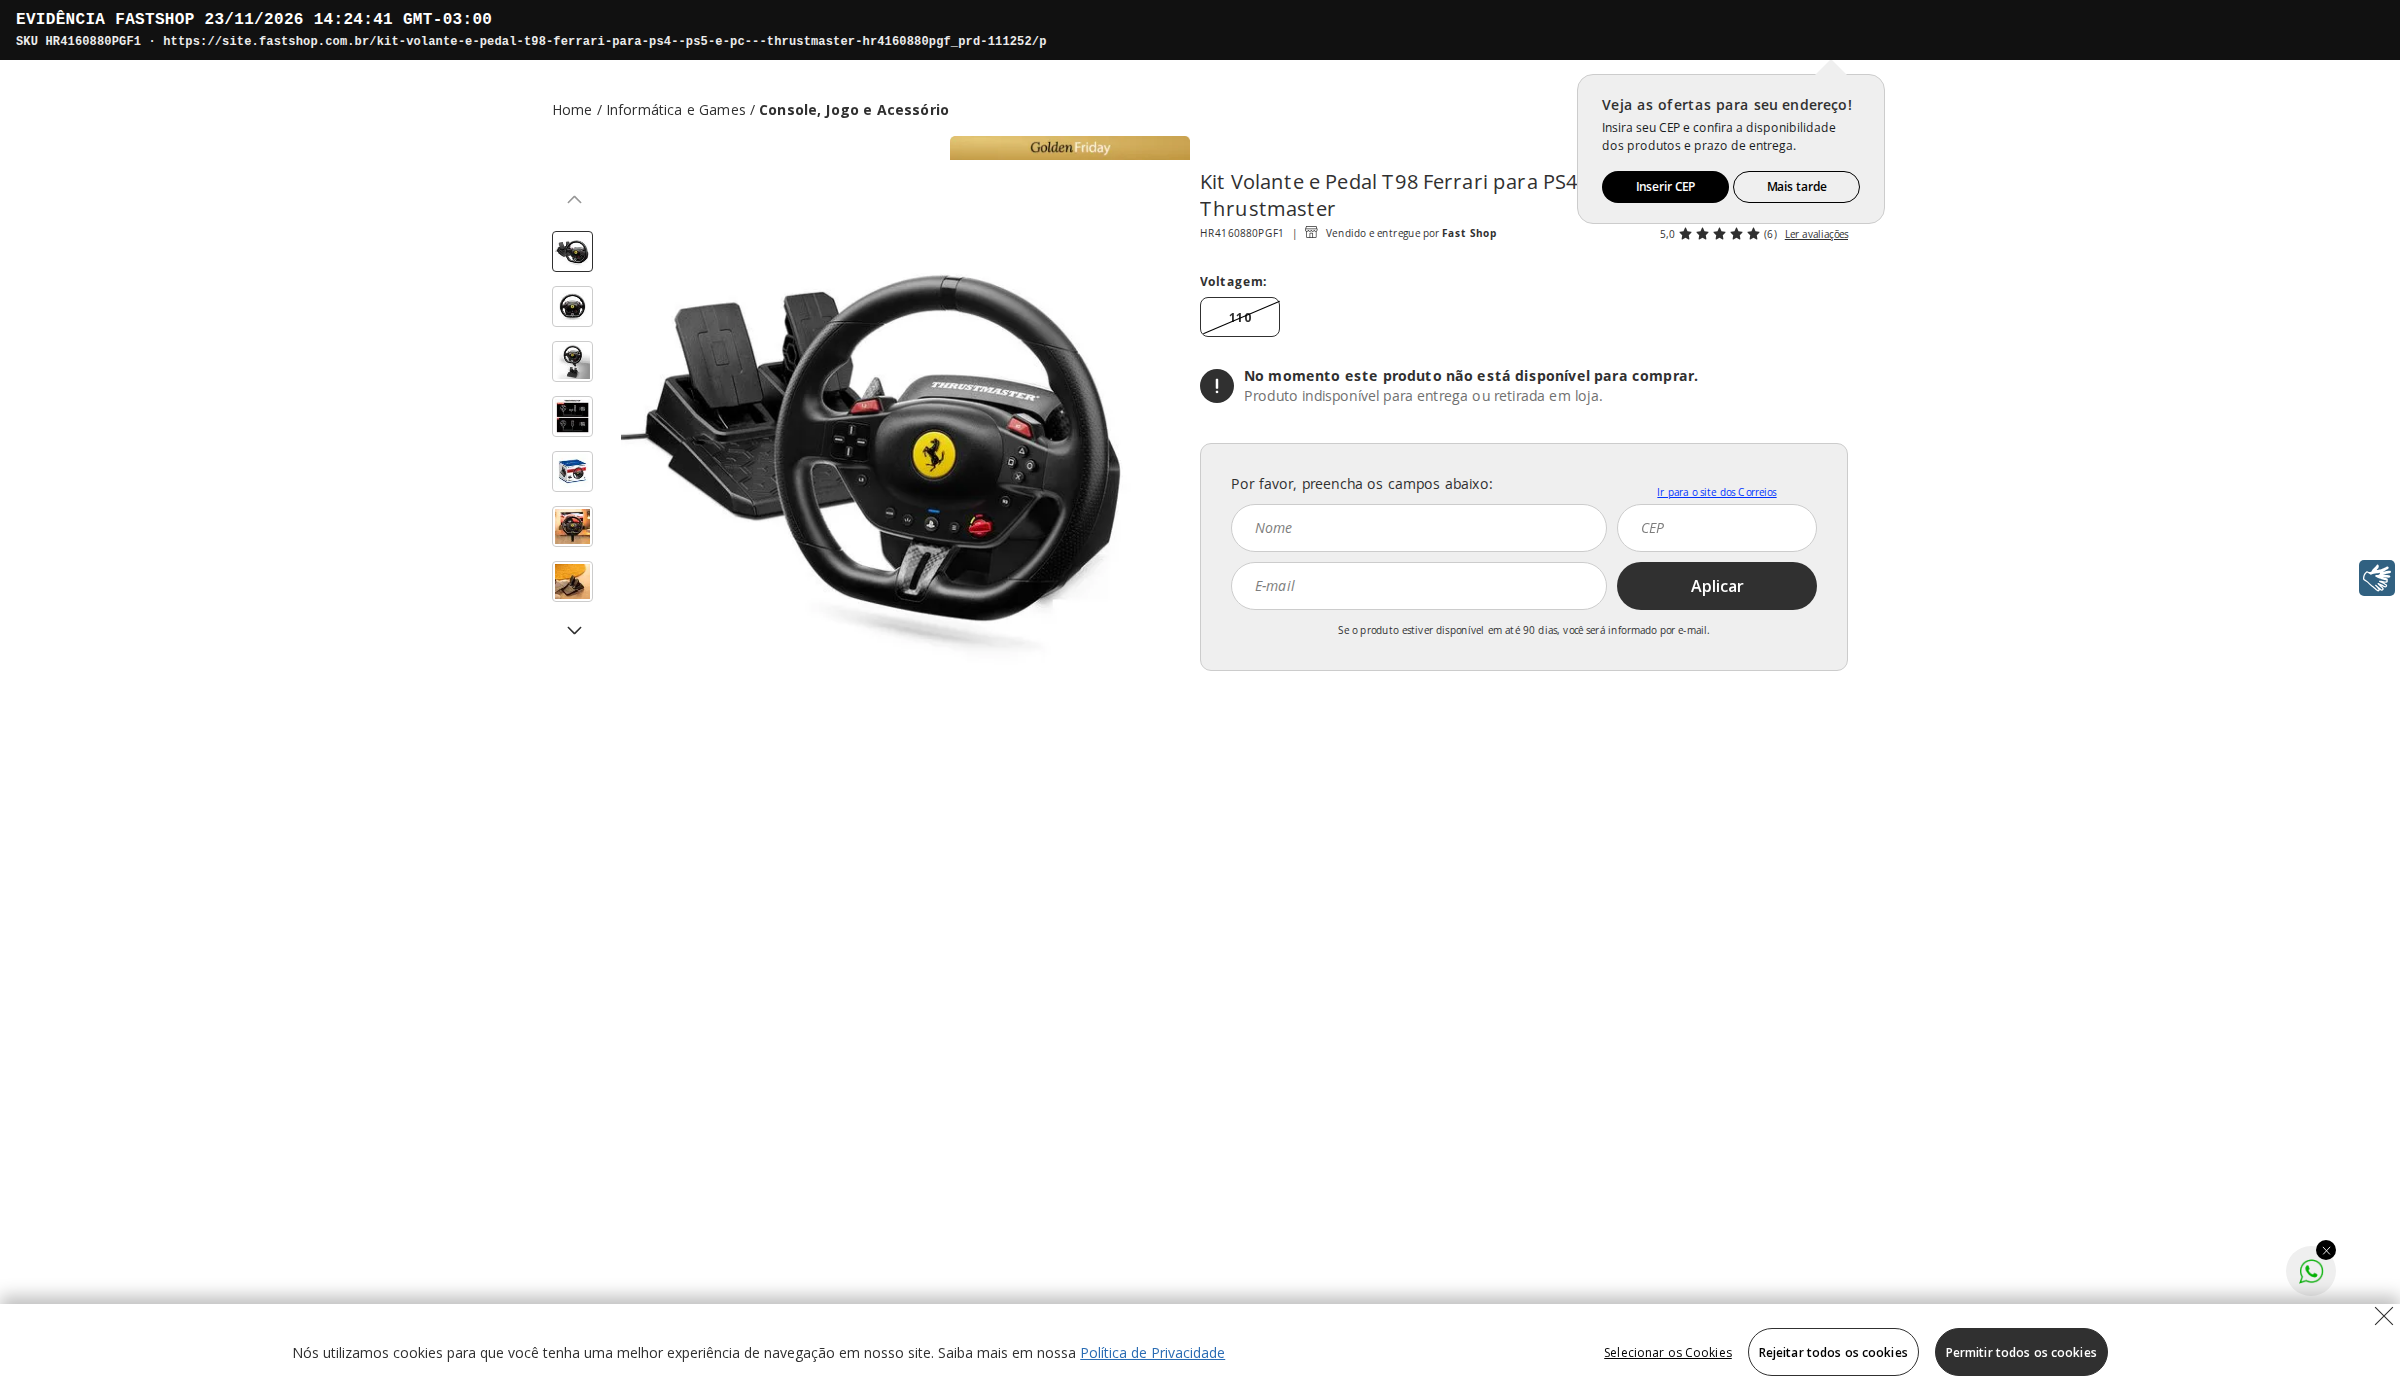 EVIDÊNCIA FASTSHOP 23/11/2026 14:24:41 GMT-03:00
SKU HR4160880PGF1 · https://site.fastshop.com.br/kit-volante-e-pedal-t98-ferrari-para-ps4--ps5-e-pc---thrustmaster-hr4160880pgf_prd-111252/p
Home / Informática e Games / Console, Jogo e Acessório
Veja as ofertas para seu endereço!
Insira seu CEP e confira a disponibilidade
dos produtos e prazo de entrega.
Inserir CEP
Mais tarde
Golden Friday
Kit Volante e Pedal T98 Ferrari para PS4
Thrustmaster
HR4160880PGF1 | Vendido e entregue por Fast Shop
5,0 (6) Ler avaliações
Voltagem:
110
No momento este produto não está disponível para comprar.
Produto indisponível para entrega ou retirada em loja.
THRUSTMASTER
Por favor, preencha os campos abaixo:
Ir para o site dos Correios
Nome
CEP
E-mail
Aplicar
Se o produto estiver disponível em até 90 dias, você será informado por e-mail.
Nós utilizamos cookies para que você tenha uma melhor experiência de navegação em nosso site. Saiba mais em nossa Política de Privacidade
Selecionar os Cookies
Rejeitar todos os cookies
Permitir todos os cookies